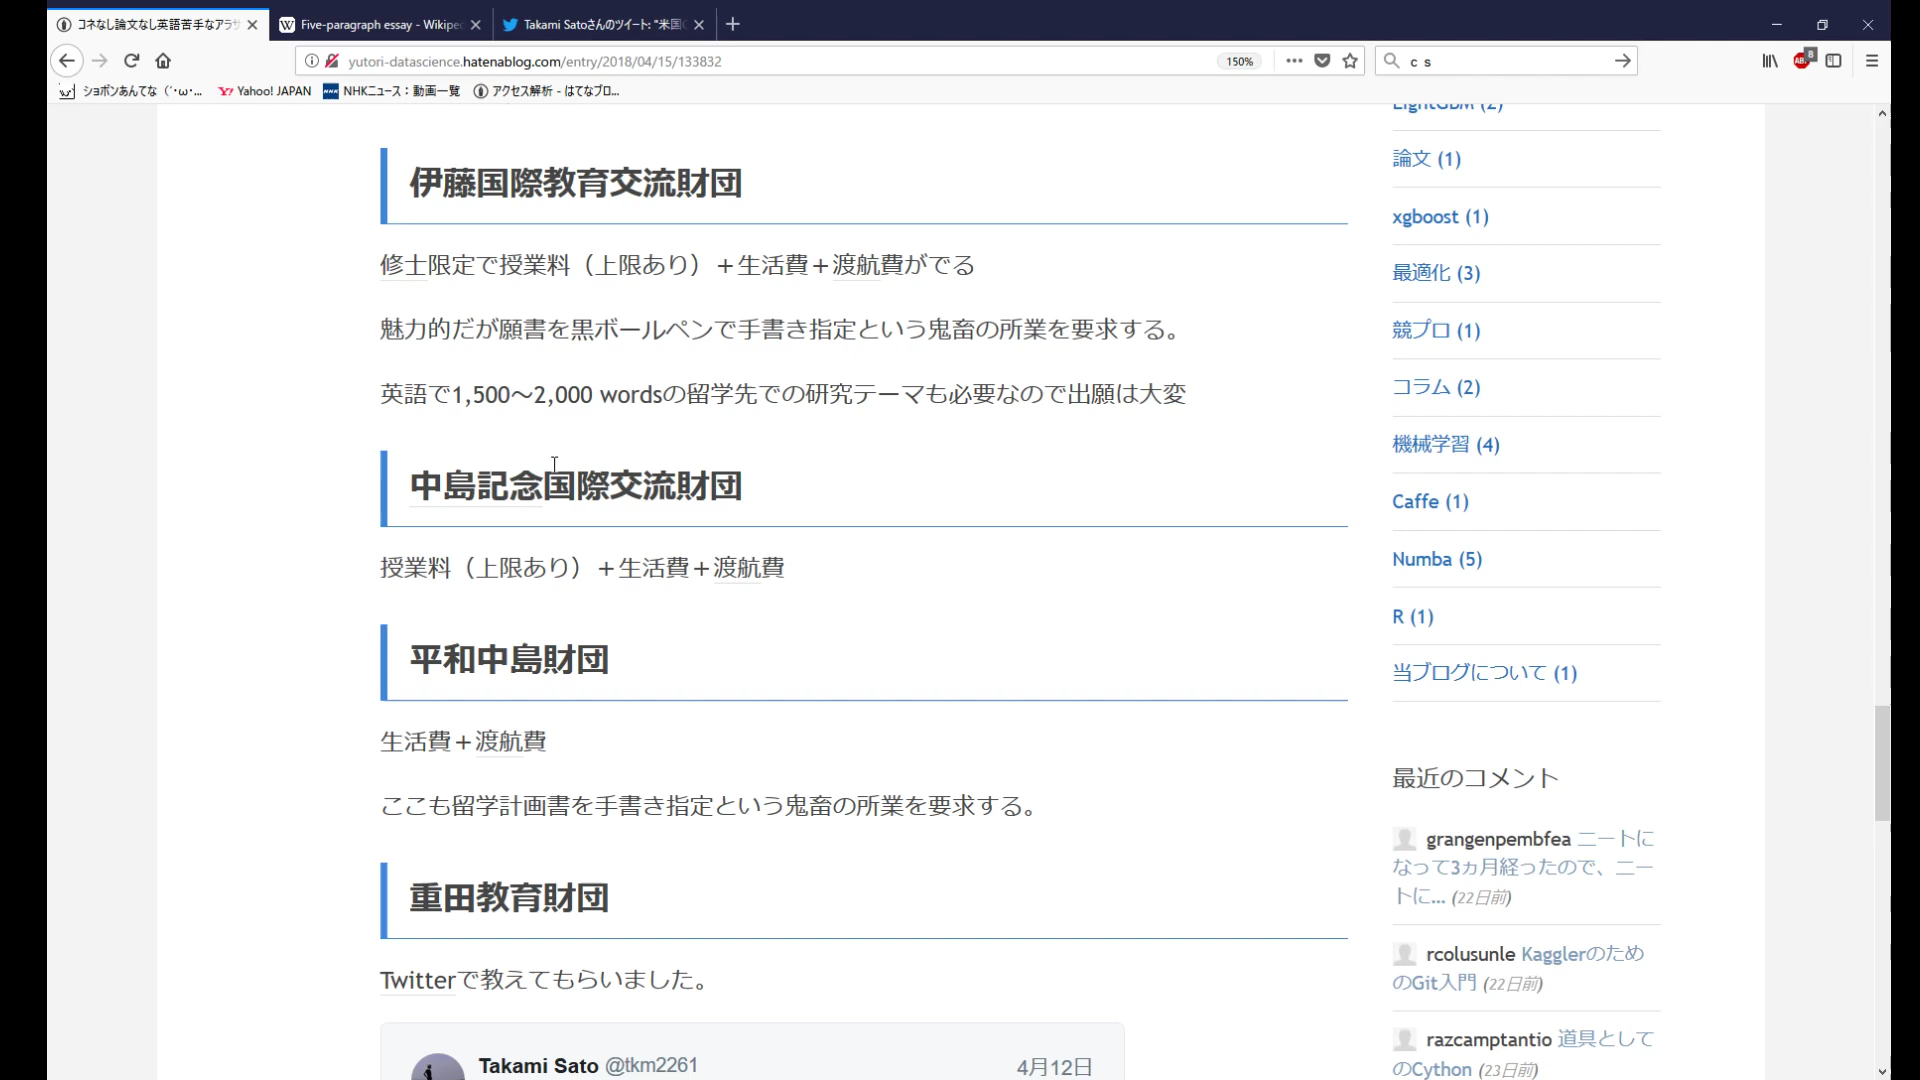 コネなし論文なし英語苦手なアラサ
Five-paragraph essay - Wikipe
Takami Satoさんのツイート: "米国C
yutori-datascience.hatenablog.com/entry/2018/04/15/133832
150%
c s
8
ショボンあんてな（´･ω･...
Yahoo! JAPAN
NHKニュース：動画一覧
アクセス解析 - はてなブロ...
伊藤国際教育交流財団
修士限定で授業料（上限あり）＋生活費＋渡航費がでる
魅力的だが願書を黒ボールペンで手書き指定という鬼畜の所業を要求する。
英語で1,500～2,000 wordsの留学先での研究テーマも必要なので出願は大変
中島記念国際交流財団
授業料（上限あり）＋生活費＋渡航費
平和中島財団
生活費＋渡航費
ここも留学計画書を手書き指定という鬼畜の所業を要求する。
重田教育財団
Twitterで教えてもらいました。
Takami Sato @tkm2261
4月12日
LightGBM (2)
論文 (1)
xgboost (1)
最適化 (3)
競プロ (1)
コラム (2)
機械学習 (4)
Caffe (1)
Numba (5)
R (1)
当ブログについて (1)
最近のコメント
grangenpembfea ニートに
なって3ヵ月経ったので、ニー
トに... (22日前)
rcolusunle Kagglerのため
のGit入門 (22日前)
razcamptantio 道具として
のCython (23日前)